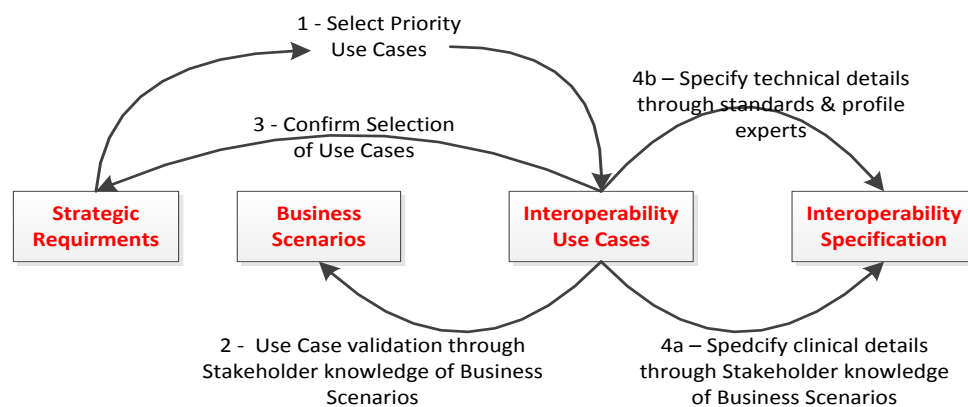 1 - Select Priority
Use Cases
4b – Specify technical details
through standards & profile
experts
3 - Confirm Selection
of Use Cases
Strategic
Requirments
Business
Scenarios
Interoperability
Use Cases
Interoperability
Specification
2 - Use Case validation through
Stakeholder knowledge of Business
Scenarios
4a – Spedcify clinical details
through Stakeholder knowledge
of Business Scenarios